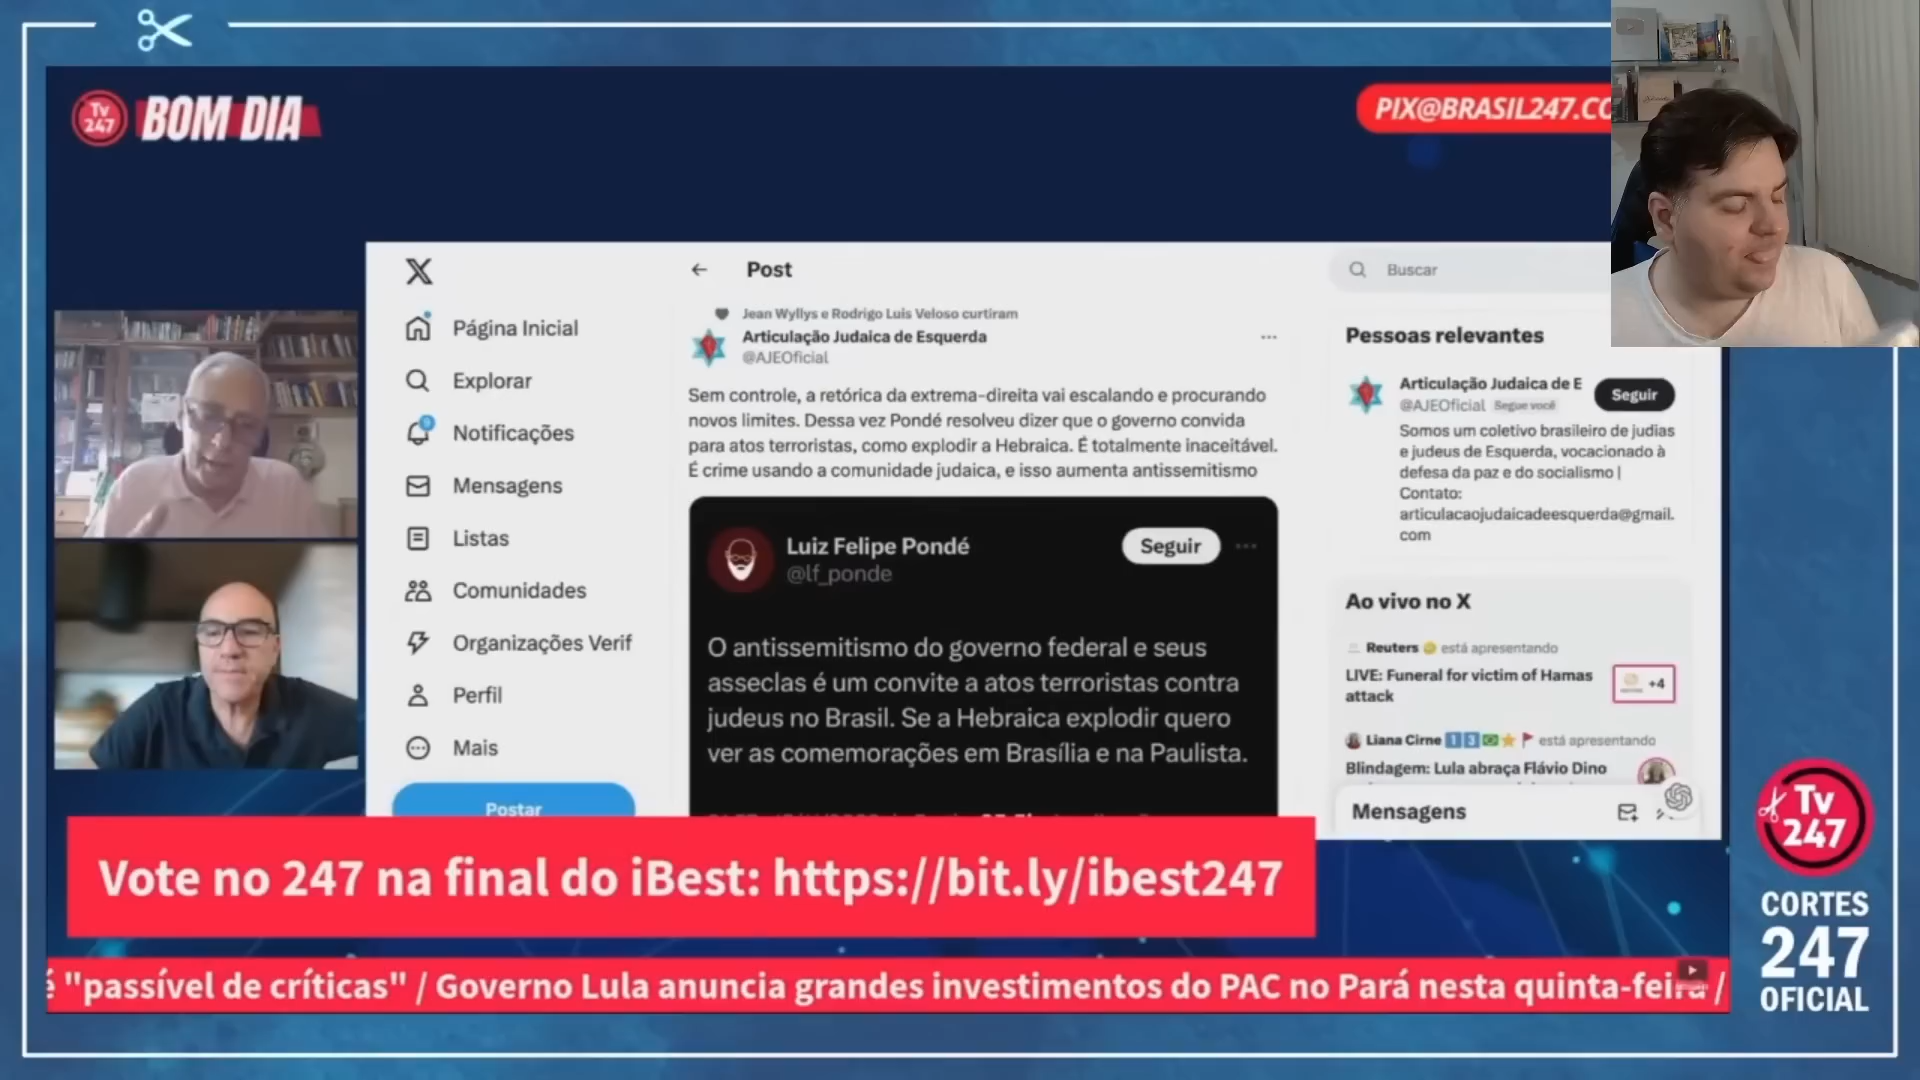 Tv
247
BOM DIA
PIX@BRASIL247.CO
Página Inicial
Explorar
Notificações
Mensagens
Listas
Comunidades
Organizações Verif
Perfil
Mais
Postar
Post
Jean Wyllys e Rodrigo Luis Veloso curtiram
Articulação Judaica de Esquerda
@AJEOficial
Sem controle, a retórica da extrema-direita vai escalando e procurando
novos limites. Dessa vez Pondé resolveu dizer que o governo convida
para atos terroristas, como explodir a Hebraica. É totalmente inaceitável.
É crime usando a comunidade judaica, e isso aumenta antissemitismo
Luiz Felipe Pondé
@lf_ponde
Seguir
O antissemitismo do governo federal e seus
asseclas é um convite a atos terroristas contra
judeus no Brasil. Se a Hebraica explodir quero
ver as comemorações em Brasília e na Paulista.
Buscar
Pessoas relevantes
Articulação Judaica de E
@AJEOficial Segue você
Seguir
Somos um coletivo brasileiro de judias
e judeus de Esquerda, vocacionado à
defesa da paz e do socialismo |
Contato:
articulacaojudaicadeesquerda@gmail.
com
Ao vivo no X
Reuters está apresentando
LIVE: Funeral for victim of Hamas
attack
+4
Liana Cirne 1 3 está apresentando
Blindagem: Lula abraça Flávio Dino
Mensagens
Vote no 247 na final do iBest: https://bit.ly/ibest247
é "passível de críticas" / Governo Lula anuncia grandes investimentos do PAC no Pará nesta quinta-feira /
Tv
247
CORTES
247
OFICIAL